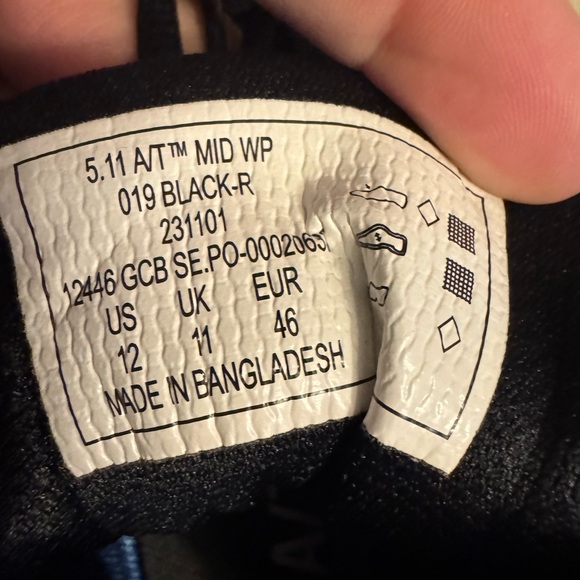 5.11 A/T™ MID WP
019 BLACK-R
231101
12446 GCB SE.PO-0002063
US UK EUR
12 11 46
MADE IN BANGLADESH